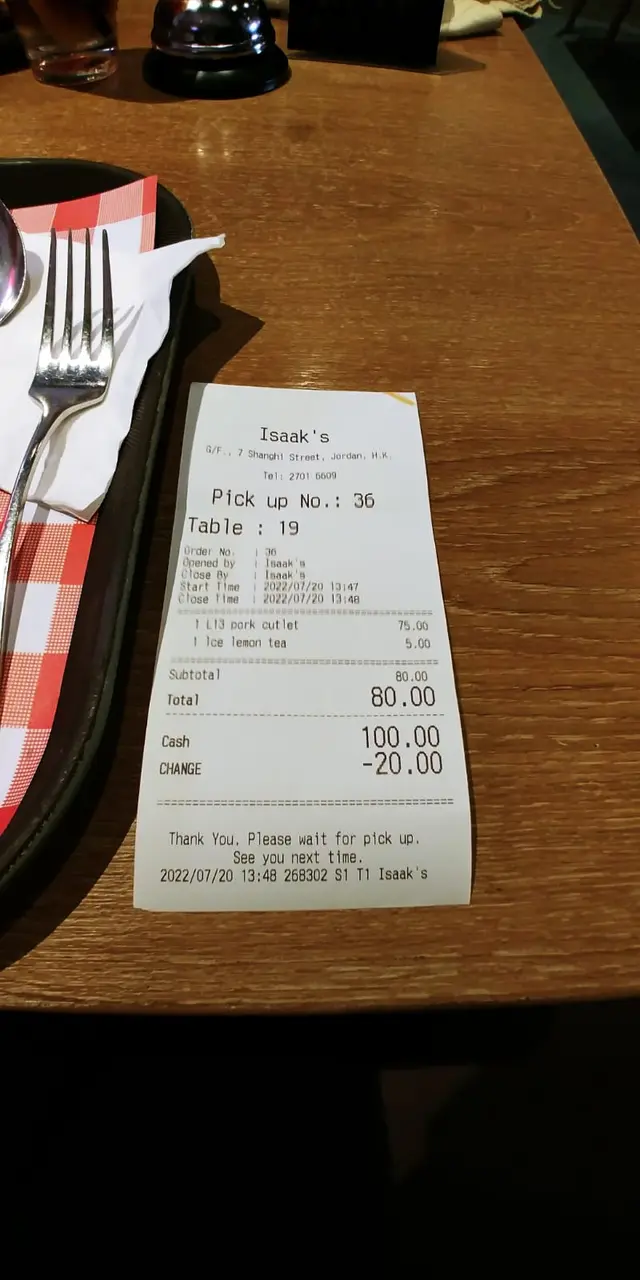 Isaak's
G/F., 7 Shanghi Street, Jordan, H.K.
Tel: 2701 6609
Pick up No.: 36
Table : 19
Order No. : 36
Opened by : Isaak's
Close By : Isaak's
Start Time : 2022/07/20 13:47
Close Time : 2022/07/20 13:48
1 L13 pork cutlet 75.00
1 Ice lemon tea 5.00
Subtotal 80.00
Total 80.00
Cash 100.00
CHANGE -20.00
Thank You. Please wait for pick up.
See you next time.
2022/07/20 13:48 268302 S1 T1 Isaak's